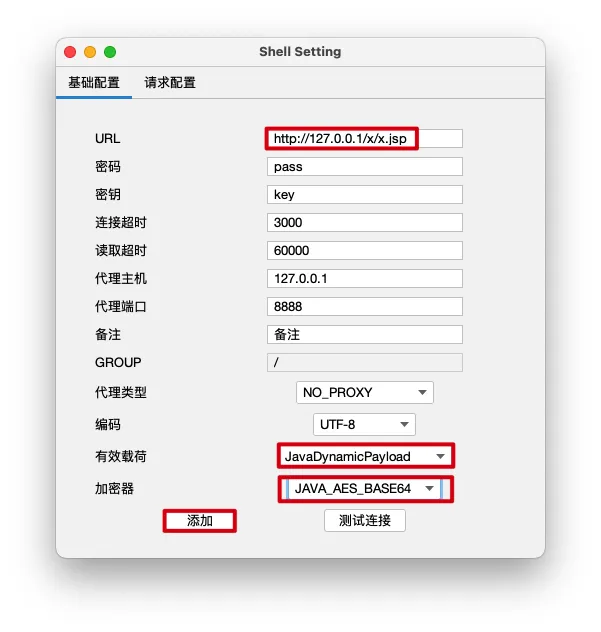 Shell Setting
基础配置 请求配置
URL http://127.0.0.1/x/x.jsp
密码 pass
密钥 key
连接超时 3000
读取超时 60000
代理主机 127.0.0.1
代理端口 8888
备注 备注
GROUP /
代理类型 NO_PROXY
编码 UTF-8
有效载荷 JavaDynamicPayload
加密器 JAVA_AES_BASE64
添加 测试连接